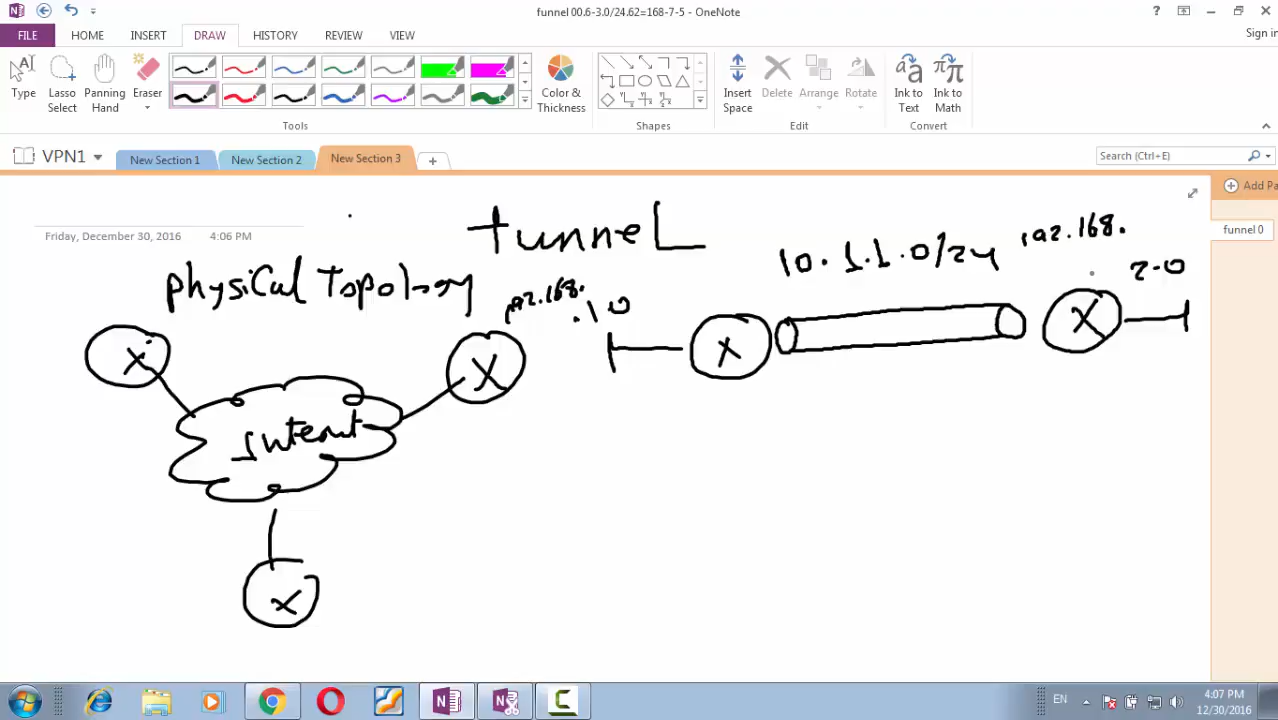 funnel 00.6-3.0/24.62=168-7-5 - OneNote
Sign in
FILE HOME INSERT DRAW HISTORY REVIEW VIEW
Type
Lasso Select
Panning Hand
Eraser
Color & Thickness
Insert Space
Delete
Arrange
Rotate
Ink to Text
Ink to Math
Tools
Shapes
Edit
Convert
VPN1
New Section 1
New Section 2
New Section 3
Search (Ctrl+E)
Add Pa
funnel 0
Friday, December 30, 2016 4:06 PM
tunneL
physical Topology
192.168.
.1 0
10.1.1.0/24
192.168.
2.0
X
X
X
X
X
Internt
EN
4:07 PM
12/30/2016